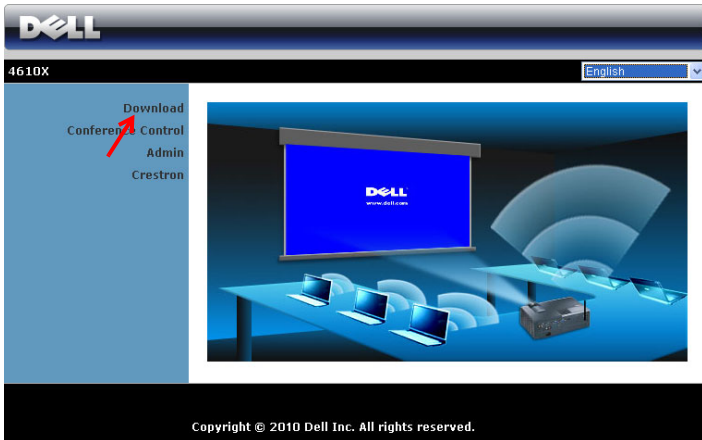 DELL
4610X
English
Download
Conference Control
Admin
Crestron
DELL
www.dell.com
Copyright © 2010 Dell Inc. All rights reserved.